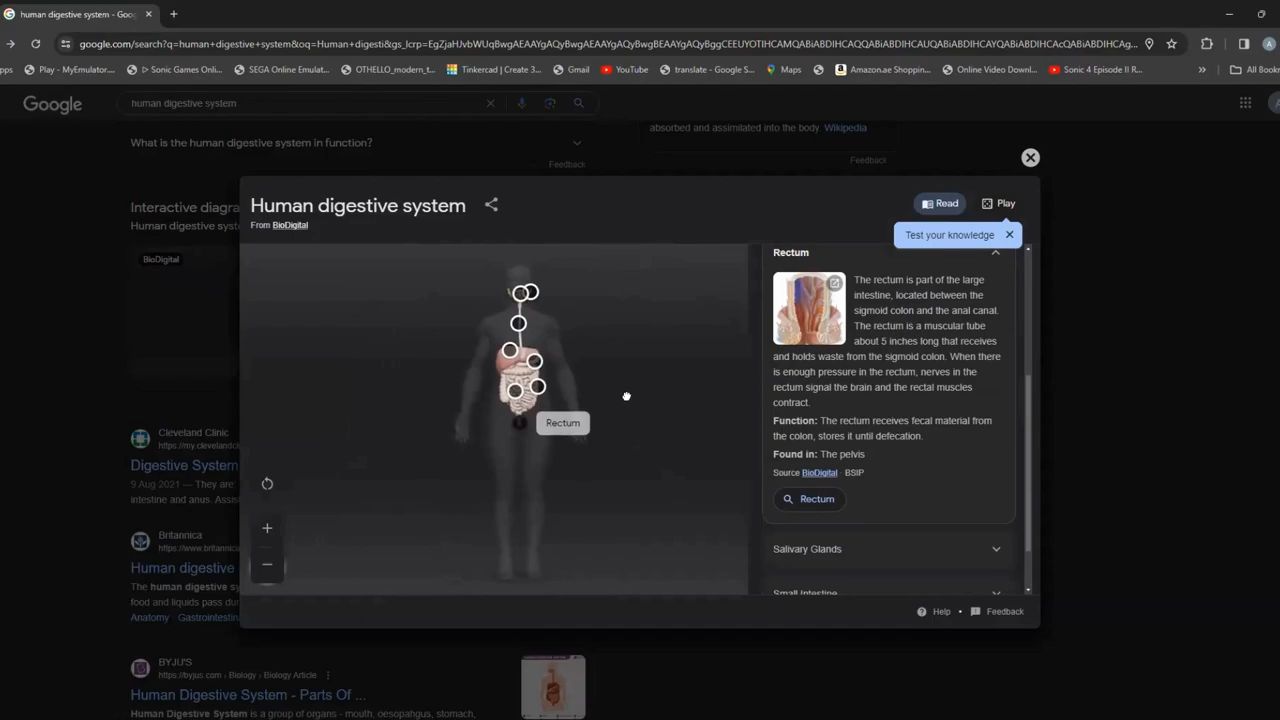 human digestive system - Goog
google.com/search?q=human+digestive+system&oq=Human+digesti&gs_lcrp=EgZjaHJvbWUqBwgAEAAYgAQyBwgAEAAYgAQyBwgBEAAYgAQyBggCEEUYOTIHCAMQABiABDIHCAQQABiABDIHCAUQABiABDIHCAYQABiABDIHCAcQABiABDIHCAgQAg...
pps
Play - MyEmulator....
Sonic Games Onli...
SEGA Online Emulat...
OTHELLO_modern_t...
Tinkercad | Create 3...
Gmail
YouTube
translate - Google S...
Maps
Amazon.ae Shoppin...
Online Video Downl...
Sonic 4 Episode II R...
All Book
Google
human digestive system
absorbed and assimilated into the body Wikipedia
What is the human digestive system in function?
Feedback
Feedback
Interactive diagra
Human digestive syst
BioDigital
Human digestive system
From BioDigital
Read
Play
Test your knowledge
Rectum
Rectum
The rectum is part of the large
intestine, located between the
sigmoid colon and the anal canal.
The rectum is a muscular tube
about 5 inches long that receives
and holds waste from the sigmoid colon. When there
is enough pressure in the rectum, nerves in the
rectum signal the brain and the rectal muscles
contract.
Function: The rectum receives fecal material from
the colon, stores it until defecation.
Found in: The pelvis
Source BioDigital · BSIP
Rectum
Salivary Glands
Small Intestine
Help • Feedback
Cleveland Clinic
https://my.clevelandcl
Digestive System
9 Aug 2021 — They are:
intestine and anus. Assist
Britannica
https://www.britannic
Human digestive
The human digestive sy
food and liquids pass du
Anatomy · Gastrointestin
BYJU'S
https://byjus.com › Biology › Biology Article
Human Digestive System - Parts Of ...
Human Digestive System is a group of organs - mouth, oesophagus, stomach,